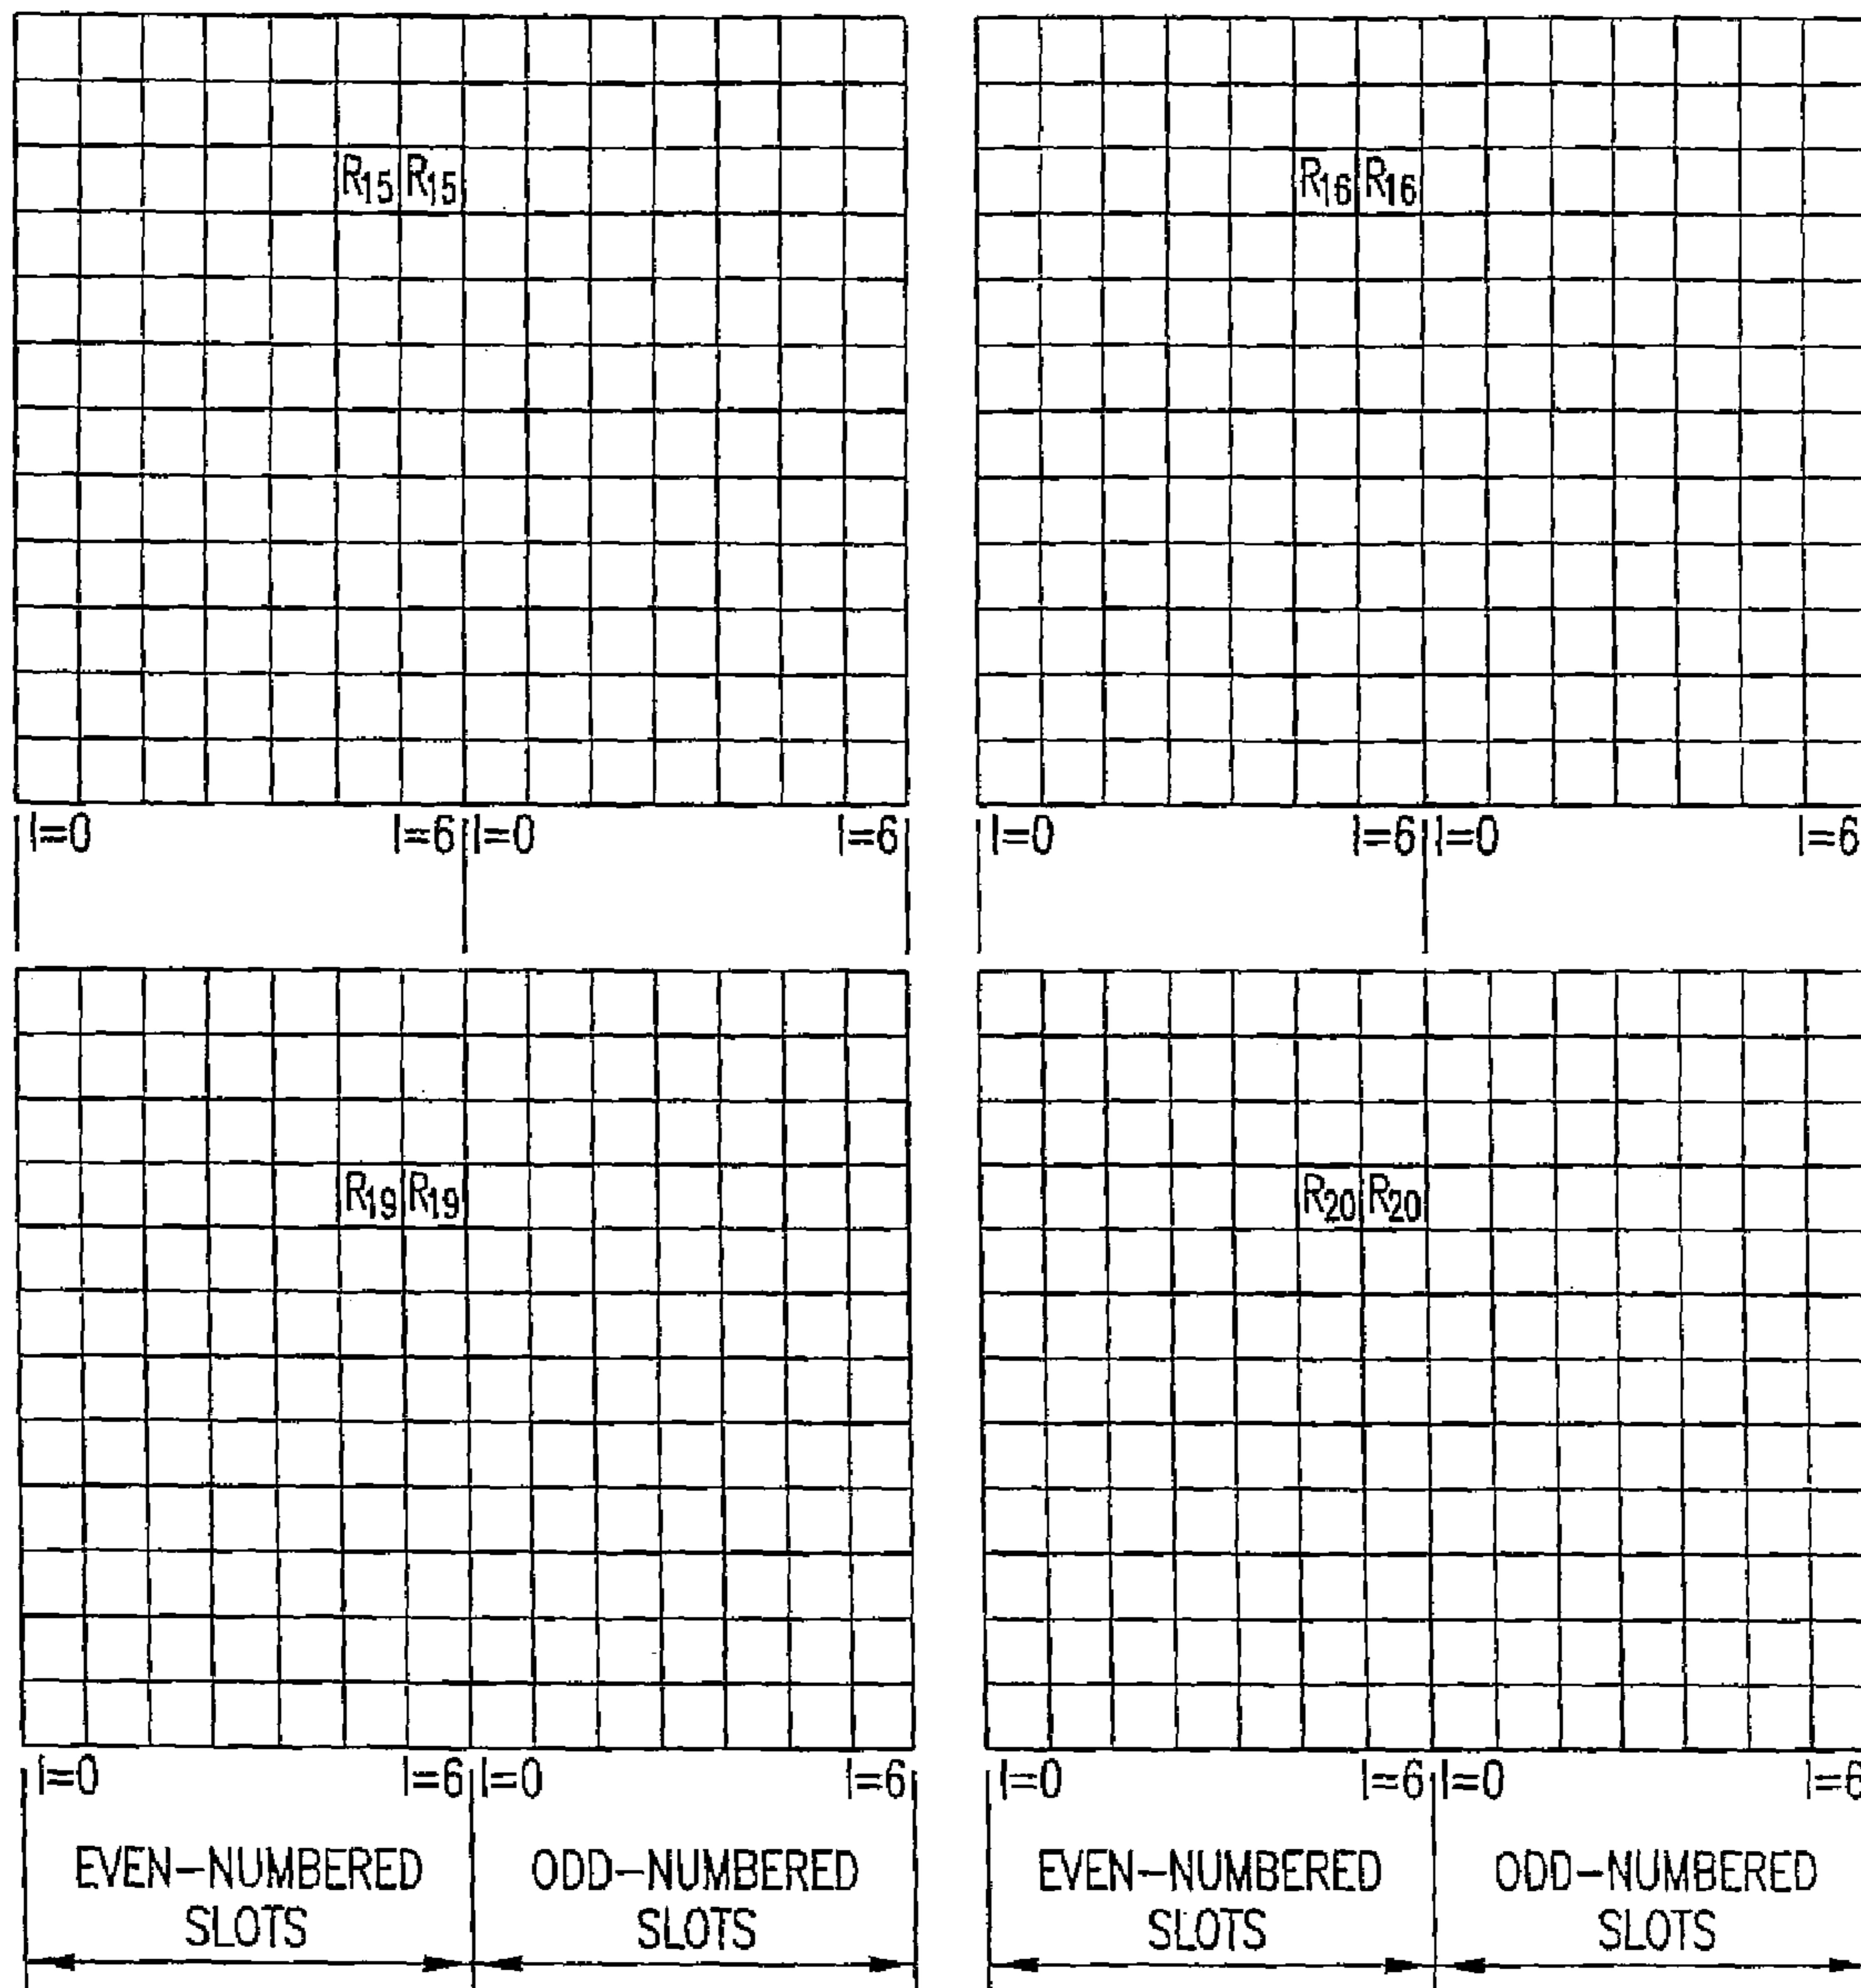 R15 R15
R16 R16
l=0 l=6 l=0 l=6
l=0 l=6 l=0 l=6
R19 R19
R20 R20
l=0 l=6 l=0 l=6
l=0 l=6 l=0 l=6
EVEN-NUMBERED
SLOTS
ODD-NUMBERED
SLOTS
EVEN-NUMBERED
SLOTS
ODD-NUMBERED
SLOTS